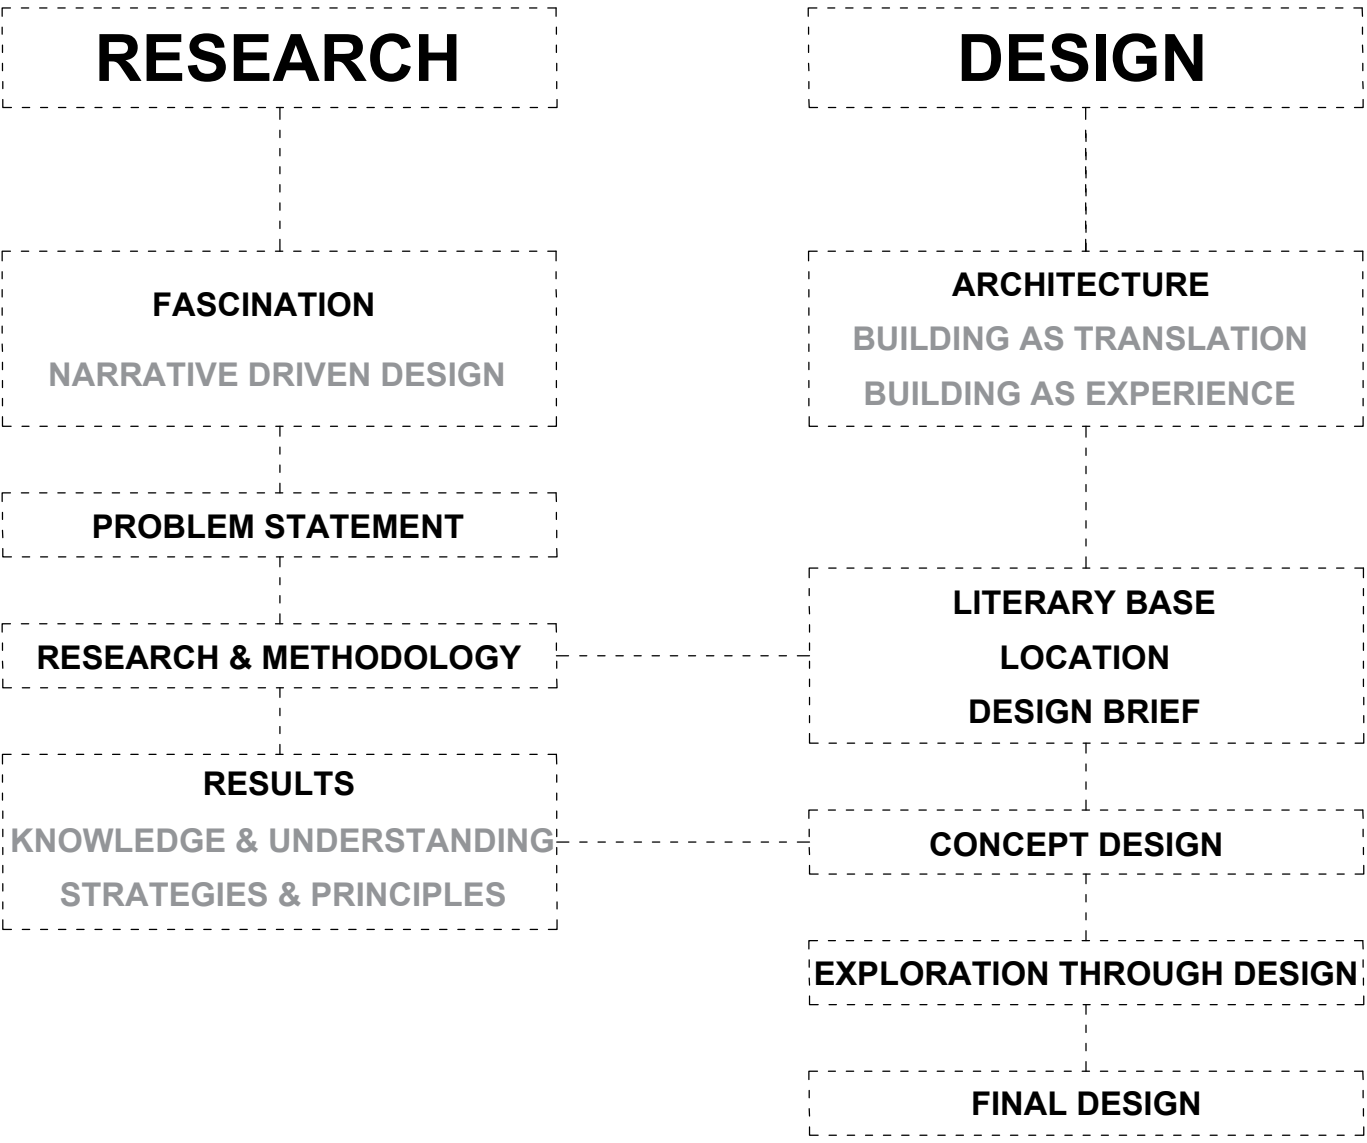 RESEARCH
FASCINATION
NARRATIVE DRIVEN DESIGN
PROBLEM STATEMENT
RESEARCH & METHODOLOGY
RESULTS
KNOWLEDGE & UNDERSTANDING
STRATEGIES & PRINCIPLES
DESIGN
ARCHITECTURE
BUILDING AS TRANSLATION
BUILDING AS EXPERIENCE
LITERARY BASE
LOCATION
DESIGN BRIEF
CONCEPT DESIGN
EXPLORATION THROUGH DESIGN
FINAL DESIGN